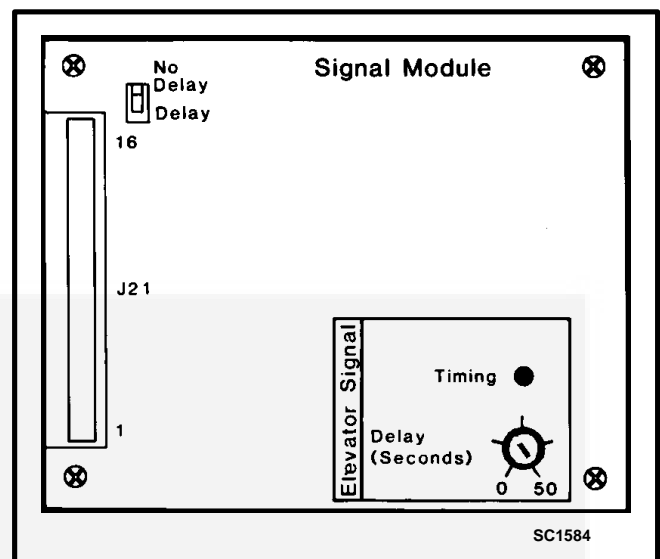 Signal Module
No
Delay
Delay
16
J21
1
Elevator Signal
Timing
Delay
(Seconds)
0 50
SC1584